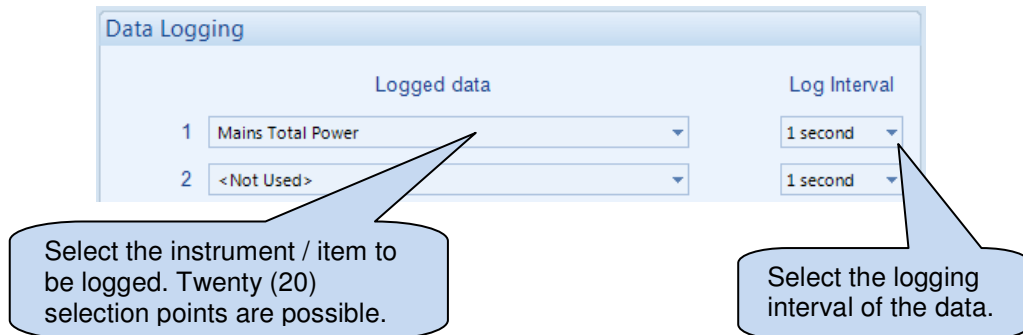 Data Logging
Logged data Log Interval
1 Mains Total Power 1 second
2 <Not Used> 1 second
Select the instrument / item to
be logged. Twenty (20)
selection points are possible.
Select the logging
interval of the data.